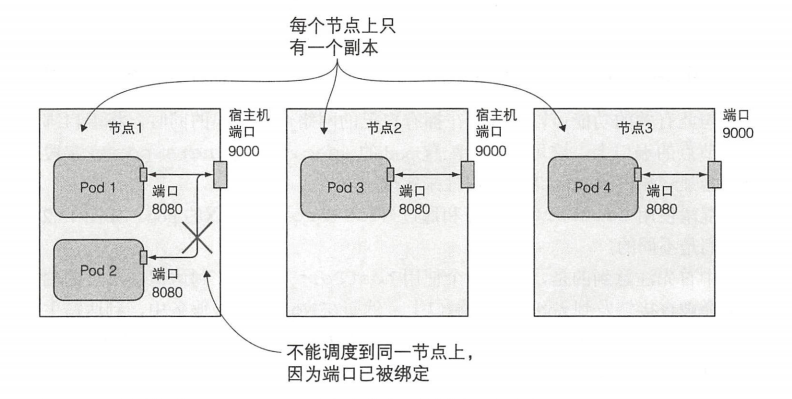 每个节点上只
有一个副本
节点1
宿主机
端口
9000
Pod 1
端口
8080
Pod 2
端口
8080
节点2
宿主机
端口
9000
Pod 3
端口
8080
节点3
端口
9000
Pod 4
端口
8080
不能调度到同一节点上，
因为端口已被绑定